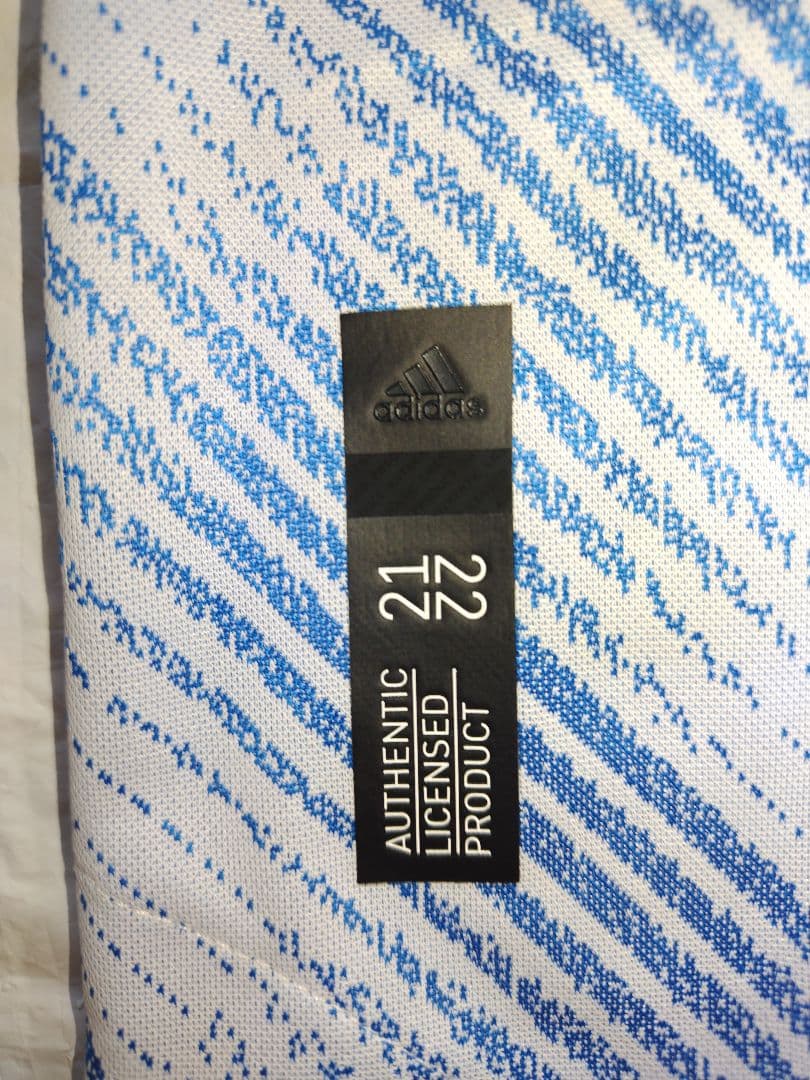 adidas
21
22
AUTHENTIC
LICENSED
PRODUCT